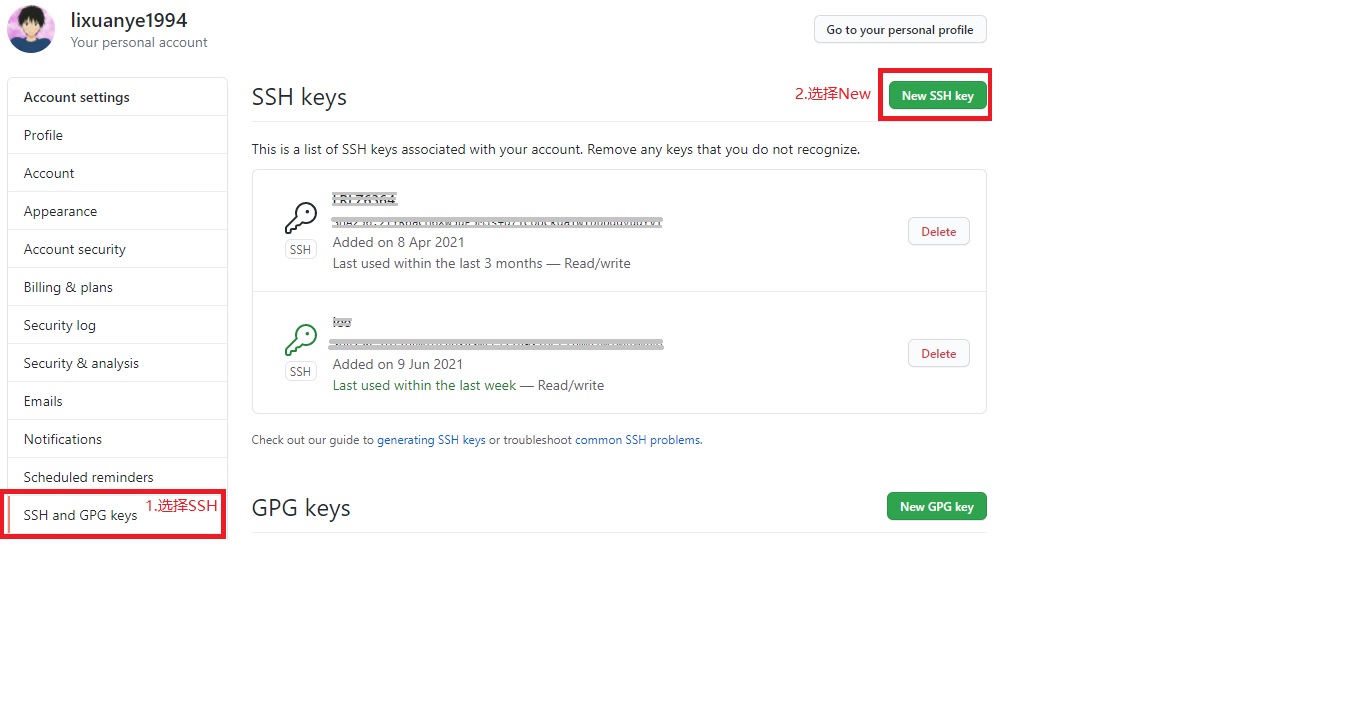 lixuanye1994
Your personal account
Go to your personal profile
Account settings
Profile
Account
Appearance
Account security
Billing & plans
Security log
Security & analysis
Emails
Notifications
Scheduled reminders
SSH and GPG keys
1.选择SSH
SSH keys
2.选择New
New SSH key
This is a list of SSH keys associated with your account. Remove any keys that you do not recognize.
SSH
Added on 8 Apr 2021
Last used within the last 3 months — Read/write
Delete
SSH
Added on 9 Jun 2021
Last used within the last week — Read/write
Delete
Check out our guide to generating SSH keys or troubleshoot common SSH problems.
GPG keys
New GPG key